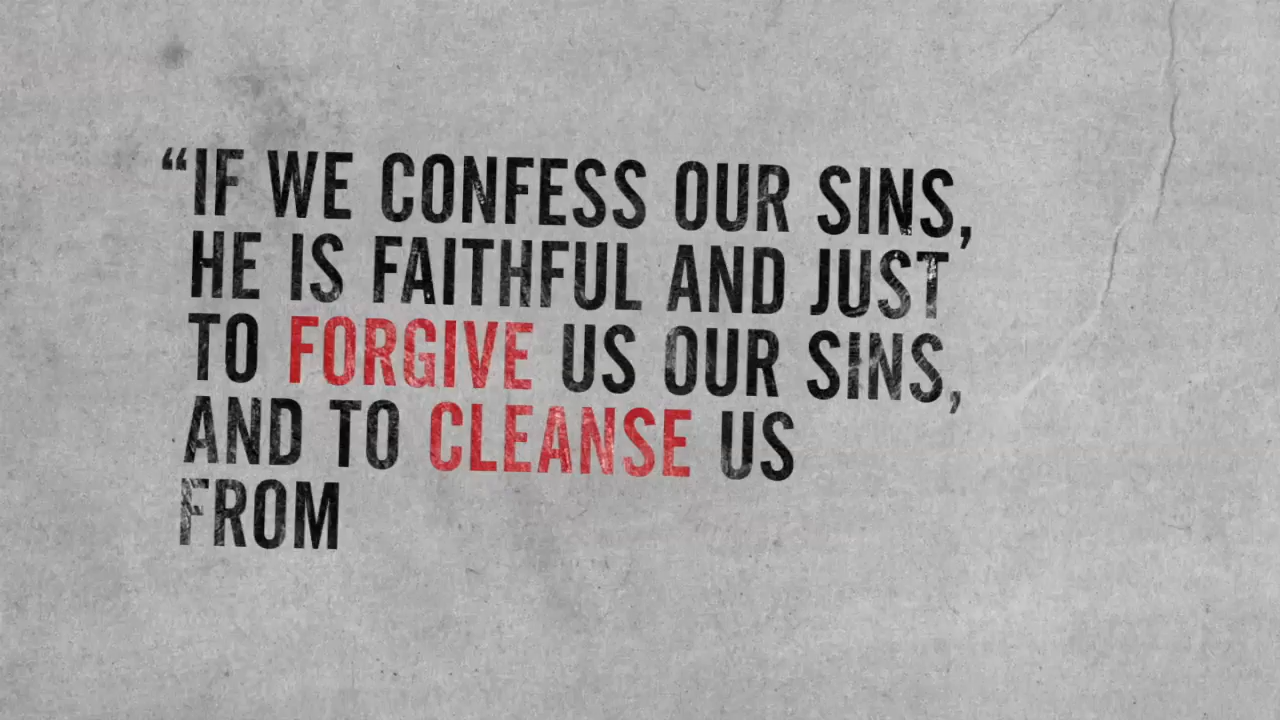 “IF WE CONFESS OUR SINS,
HE IS FAITHFUL AND JUST
TO FORGIVE US OUR SINS,
AND TO CLEANSE US
FROM